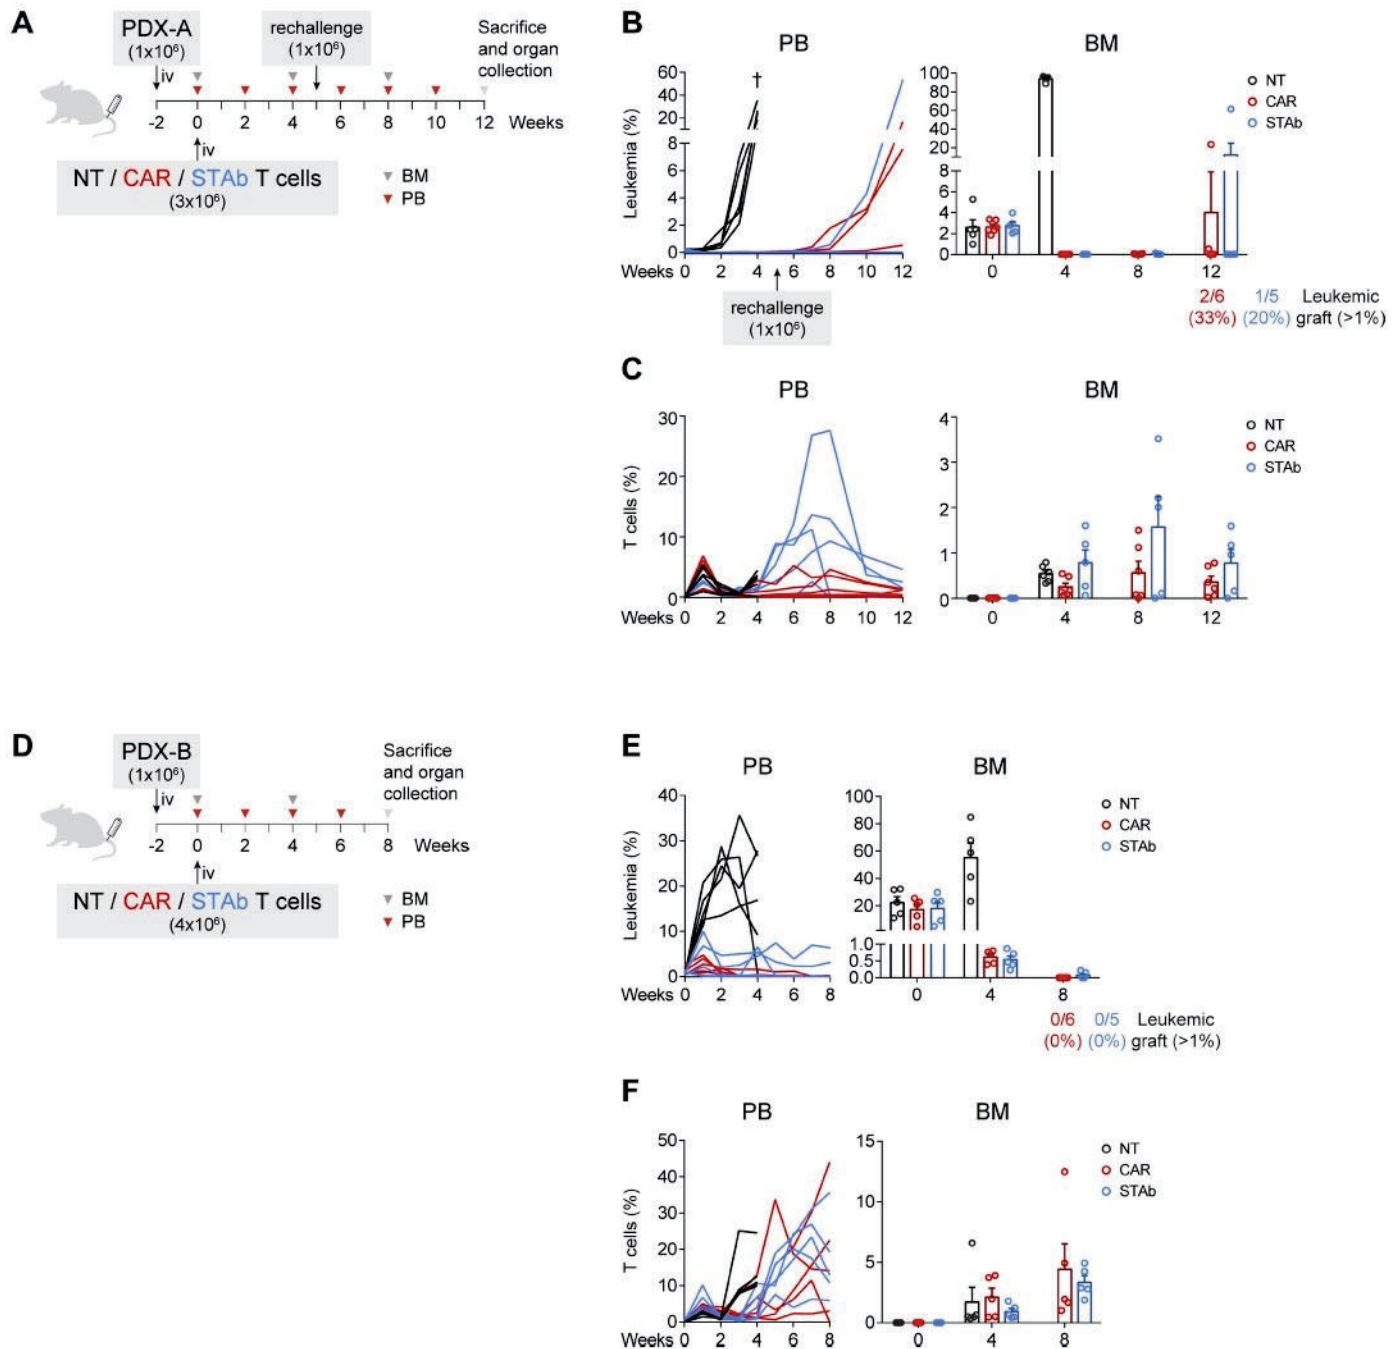 A
PDX-A
(1x10⁶)
iv
rechallenge
(1x10⁶)
Sacrifice
and organ
collection
-2 0 2 4 6 8 10 12 Weeks
iv
NT / CAR / STAb T cells
(3x10⁶)
BM
PB
B
PB
Leukemia (%)
60
40
20
8
6
4
2
0
†
Weeks 0 2 4 6 8 10 12
rechallenge
(1x10⁶)
BM
100
80
60
40
20
8
6
4
2
0
0 4 8 12
NT
CAR
STAb
2/6 1/5 Leukemic
(33%) (20%) graft (>1%)
C
PB
T cells (%)
30
20
10
0
Weeks 0 2 4 6 8 10 12
BM
4
3
2
1
0
0 4 8 12
NT
CAR
STAb
D
PDX-B
(1x10⁶)
iv
Sacrifice
and organ
collection
-2 0 2 4 6 8 Weeks
iv
NT / CAR / STAb T cells
(4x10⁶)
BM
PB
E
PB
Leukemia (%)
40
30
20
10
0
Weeks 0 2 4 6 8
BM
100
80
60
40
20
1.0
0.5
0.0
0 4 8
NT
CAR
STAb
0/6 0/5 Leukemic
(0%) (0%) graft (>1%)
F
PB
T cells (%)
50
40
30
20
10
0
Weeks 0 2 4 6 8
BM
15
10
5
0
0 4 8
NT
CAR
STAb